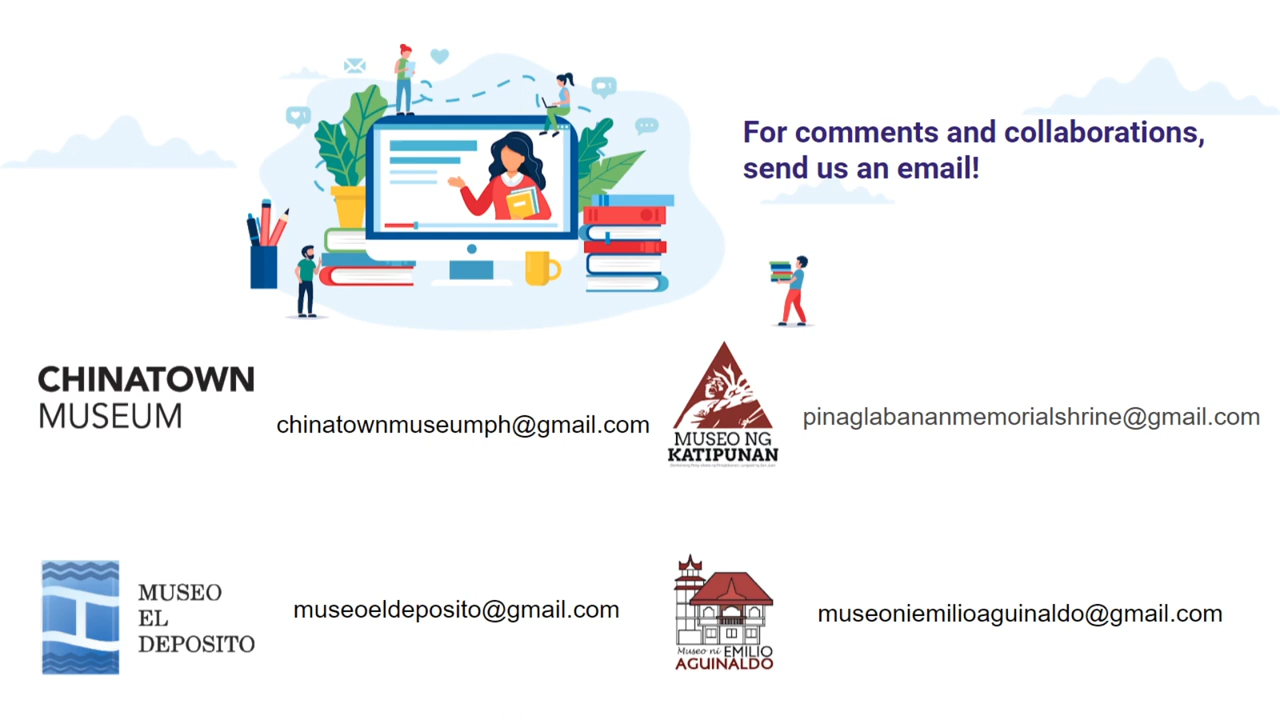 For comments and collaborations,
send us an email!
CHINATOWN
MUSEUM
chinatownmuseumph@gmail.com
MUSEO NG
KATIPUNAN
pinaglabananmemorialshrine@gmail.com
MUSEO
EL
DEPOSITO
museoeldeposito@gmail.com
Museo ni EMILIO
AGUINALDO
museoniemilioaguinaldo@gmail.com